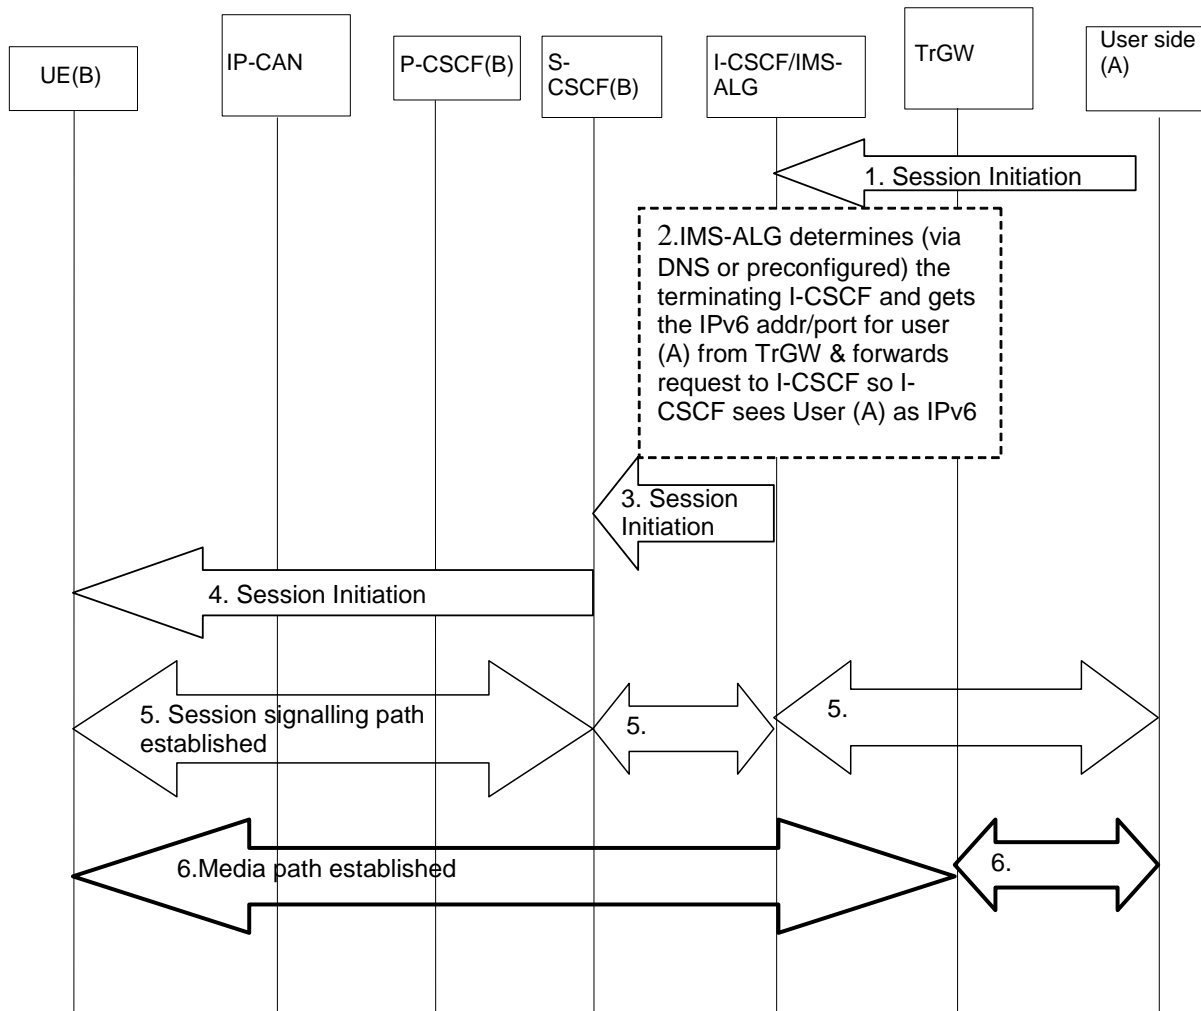 UE(B)
IP-CAN
P-CSCF(B)
S-
CSCF(B)
I-CSCF/IMS-
ALG
TrGW
User side
(A)
1. Session Initiation
2.IMS-ALG determines (via
DNS or preconfigured) the
terminating I-CSCF and gets
the IPv6 addr/port for user
(A) from TrGW & forwards
request to I-CSCF so I-
CSCF sees User (A) as IPv6
3. Session
Initiation
4. Session Initiation
5. Session signalling path
established
5.
5.
6.Media path established
6.